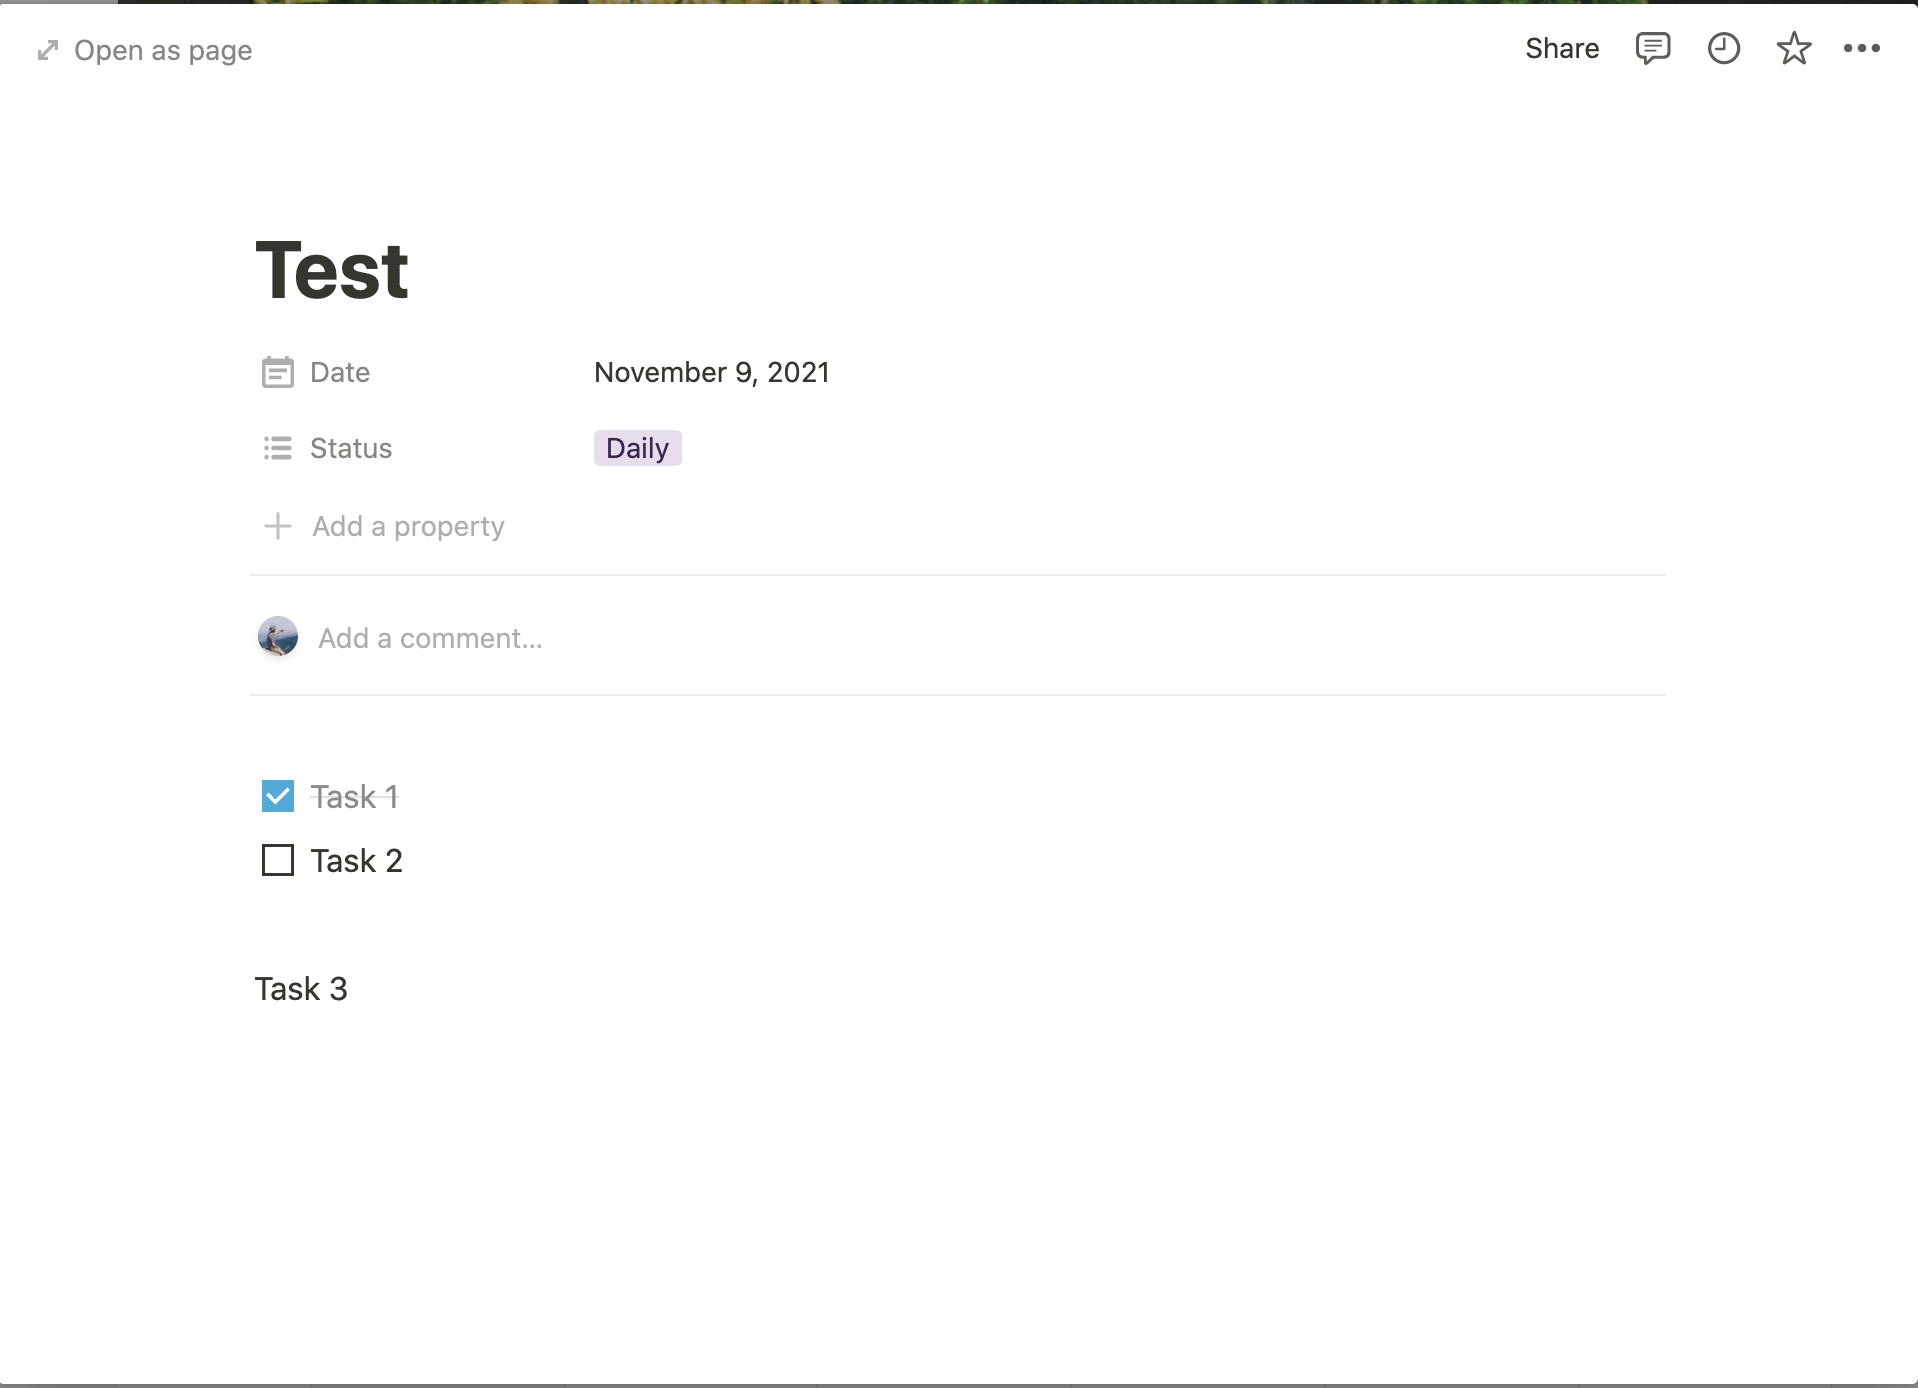 Open as page
Share
Test
Date November 9, 2021
Status Daily
Add a property
Add a comment...
Task 1
Task 2
Task 3